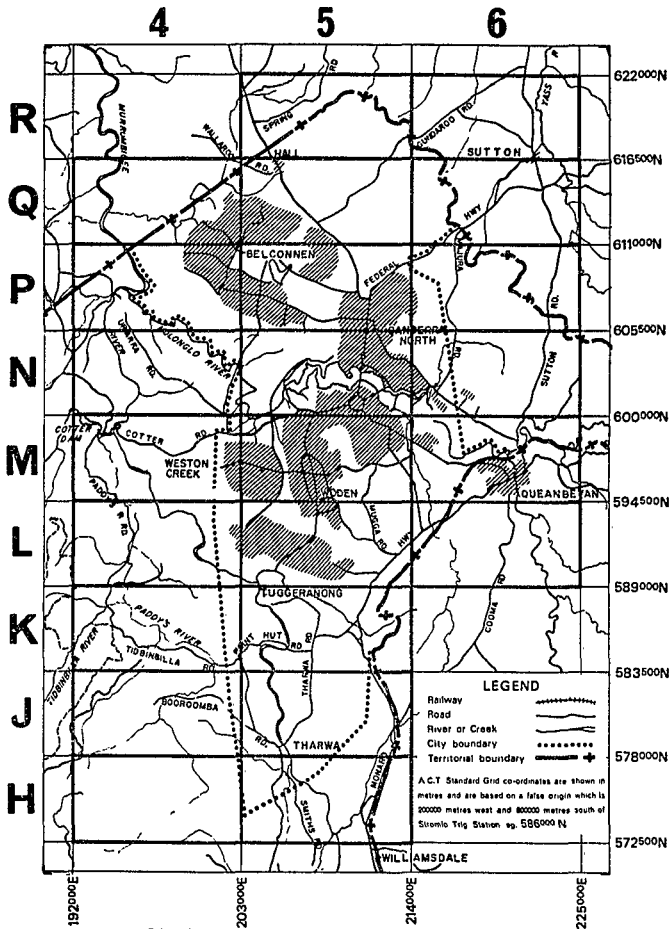 4 5 6
R
Q
P
N
M
L
K
J
H
622000N
616500N
611000N
605500N
600000N
594500N
589000N
583500N
578000N
572500N
192000E
203000E
214000E
225000E
MURRUMBIDGEE
WALLAROO RD.
SPRING RD
HALL
GUNDAROO RD.
YASS
SUTTON
HWY
BELCONNEN
FEDERAL
MAJURA RD
CANBERRA
NORTH
SUTTON RD.
MOLONGLO RIVER
URIARRA RD
RIVER
COTTER
DAM
COTTER RD
WESTON
CREEK
WODEN
MUGGA RD
HWY
QUEANBEYAN
PADDY'S R. RD.
TUGGERANONG
COOMA RD
PADDY'S RIVER
TIDBINBILLA RD
TIDBINBILLA RIVER
POINT HUT RD
THARWA RD
BOOROOMBA RD.
THARWA
SMITHS RD
MONARO
WILLIAMSDALE
LEGEND
Railway
Road
River or Creek
City boundary
Territorial boundary
A.C.T Standard Grid co-ordinates are shown in
metres and are based on a false origin which is
200000 metres west and 600000 metres south of
Stromlo Trig Station eg. 586000 N